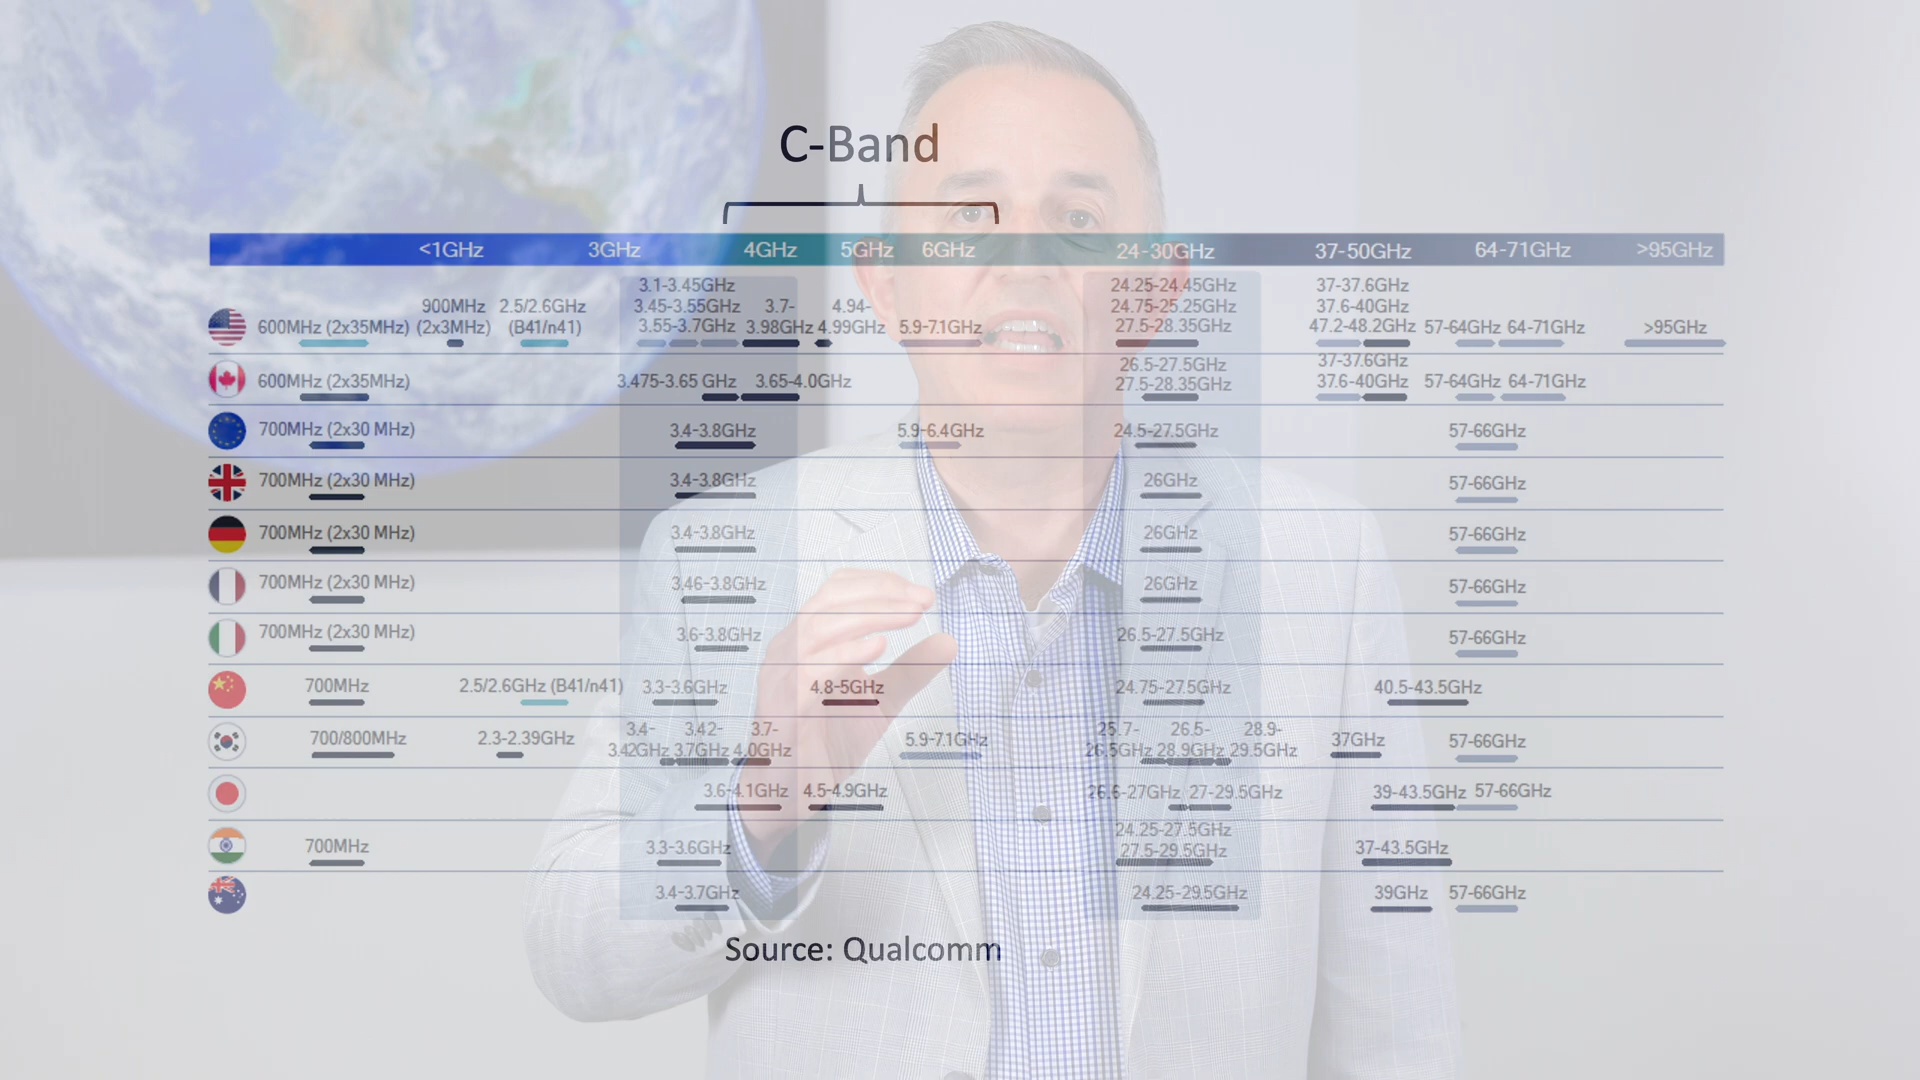 C-Band
<1GHz 3GHz 4GHz 5GHz 6GHz 24-30GHz 37-50GHz 64-71GHz >95GHz
3.1-3.45GHz 24.25-24.45GHz 37-37.6GHz
900MHz 2.5/2.6GHz 3.45-3.55GHz 3.7- 4.94- 24.75-25.25GHz 37.6-40GHz
600MHz (2x35MHz) (2x3MHz) (B41/n41) 3.55-3.7GHz 3.98GHz 4.99GHz 5.9-7.1GHz 27.5-28.35GHz 47.2-48.2GHz 57-64GHz 64-71GHz >95GHz
26.5-27.5GHz 37-37.6GHz
600MHz (2x35MHz) 3.475-3.65 GHz 3.65-4.0GHz 27.5-28.35GHz 37.6-40GHz 57-64GHz 64-71GHz
700MHz (2x30 MHz) 3.4-3.8GHz 5.9-6.4GHz 24.5-27.5GHz 57-66GHz
700MHz (2x30 MHz) 3.4-3.8GHz 26GHz 57-66GHz
700MHz (2x30 MHz) 3.4-3.8GHz 26GHz 57-66GHz
700MHz (2x30 MHz) 3.46-3.8GHz 26GHz 57-66GHz
700MHz (2x30 MHz) 3.6-3.8GHz 26.5-27.5GHz 57-66GHz
700MHz 2.5/2.6GHz (B41/n41) 3.3-3.6GHz 4.8-5GHz 24.75-27.5GHz 40.5-43.5GHz
3.4- 3.42- 3.7- 25.7- 26.5- 28.9-
700/800MHz 2.3-2.39GHz 3.42GHz 3.7GHz 4.0GHz 5.9-7.1GHz 26.5GHz 28.9GHz 29.5GHz 37GHz 57-66GHz
3.6-4.1GHz 4.5-4.9GHz 26.6-27GHz 27-29.5GHz 39-43.5GHz 57-66GHz
24.25-27.5GHz
700MHz 3.3-3.6GHz 27.5-29.5GHz 37-43.5GHz
3.4-3.7GHz 24.25-29.5GHz 39GHz 57-66GHz
Source: Qualcomm